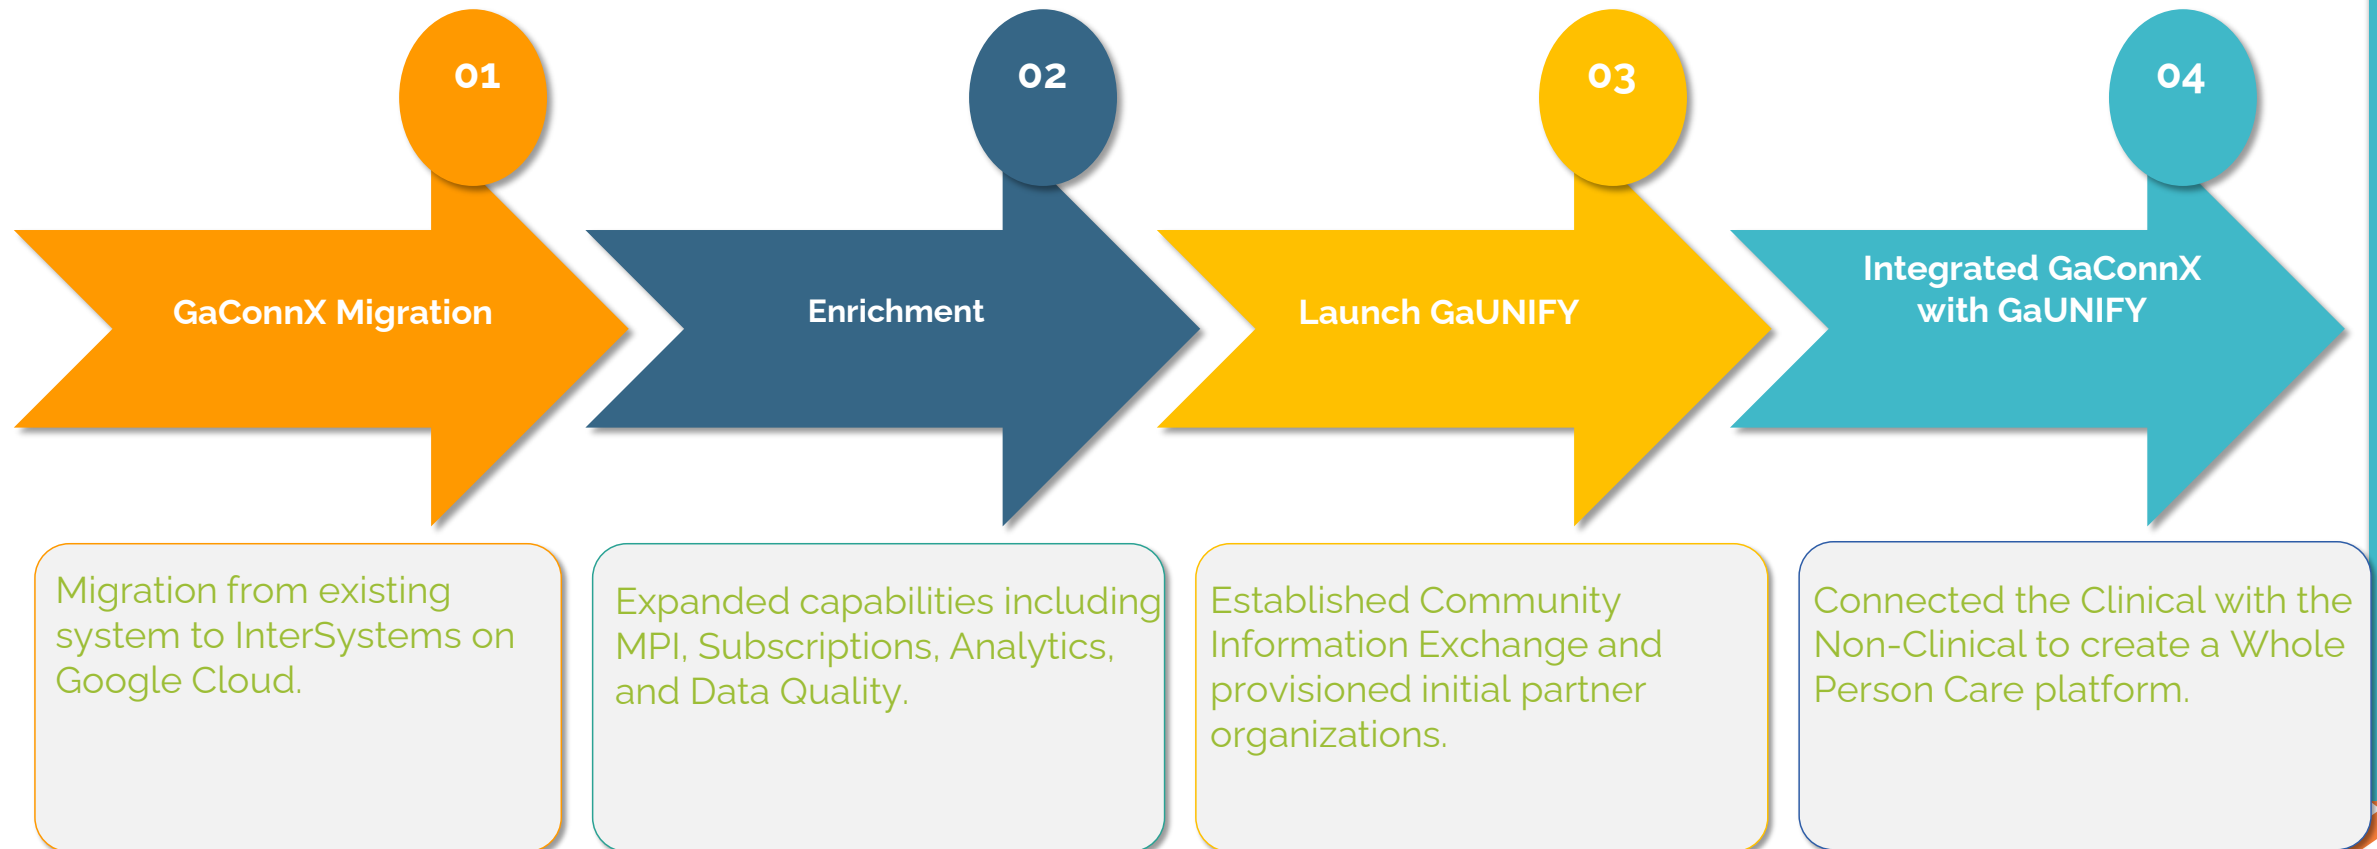 01
02
03
04
GaConnX Migration
Enrichment
Launch GaUNIFY
Integrated GaConnX
with GaUNIFY
Migration from existing
system to InterSystems on
Google Cloud.
Expanded capabilities including
MPI, Subscriptions, Analytics,
and Data Quality.
Established Community
Information Exchange and
provisioned initial partner
organizations.
Connected the Clinical with the
Non-Clinical to create a Whole
Person Care platform.